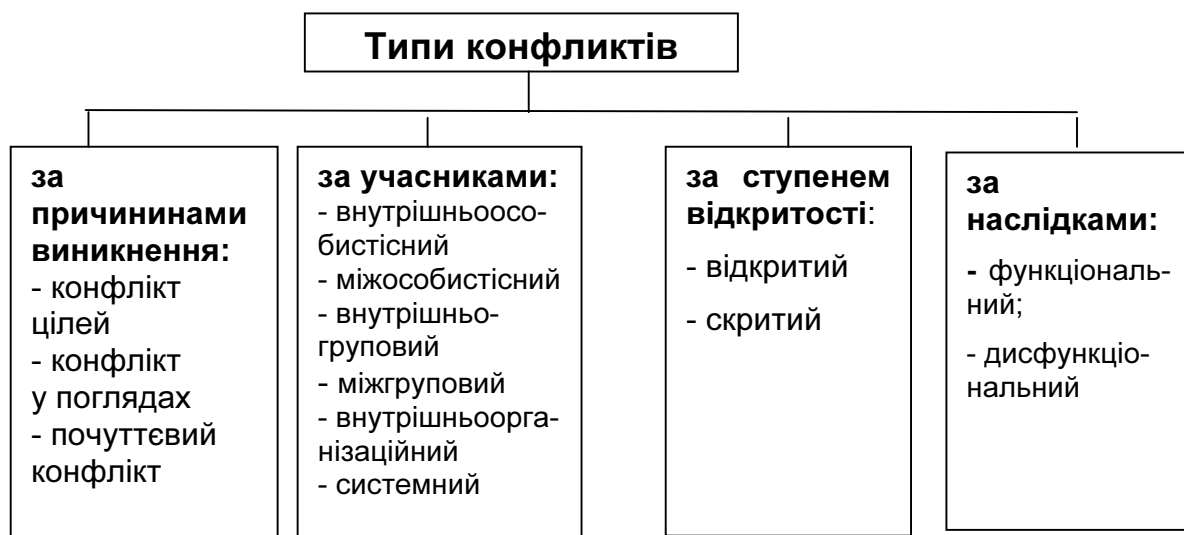 Типи конфликтів
за
причининами
виникнення:
- конфлікт
цілей
- конфлікт
у поглядах
- почуттєвий
конфлікт
за учасниками:
- внутрішньоосо-
бистісний
- міжособистісний
- внутрішньо-
груповий
- міжгруповий
- внутрішньоорга-
нізаційний
- системний
за ступенем
відкритості:
- відкритий
- скритий
за
наслідками:
- функціональ-
ний;
- дисфункціо-
нальний